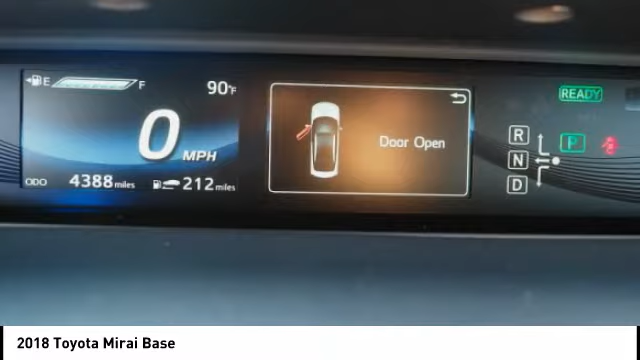 E F 90°F
0 MPH
ODO 4388 miles 212 miles
Door Open
READY
R
N P
D
2018 Toyota Mirai Base